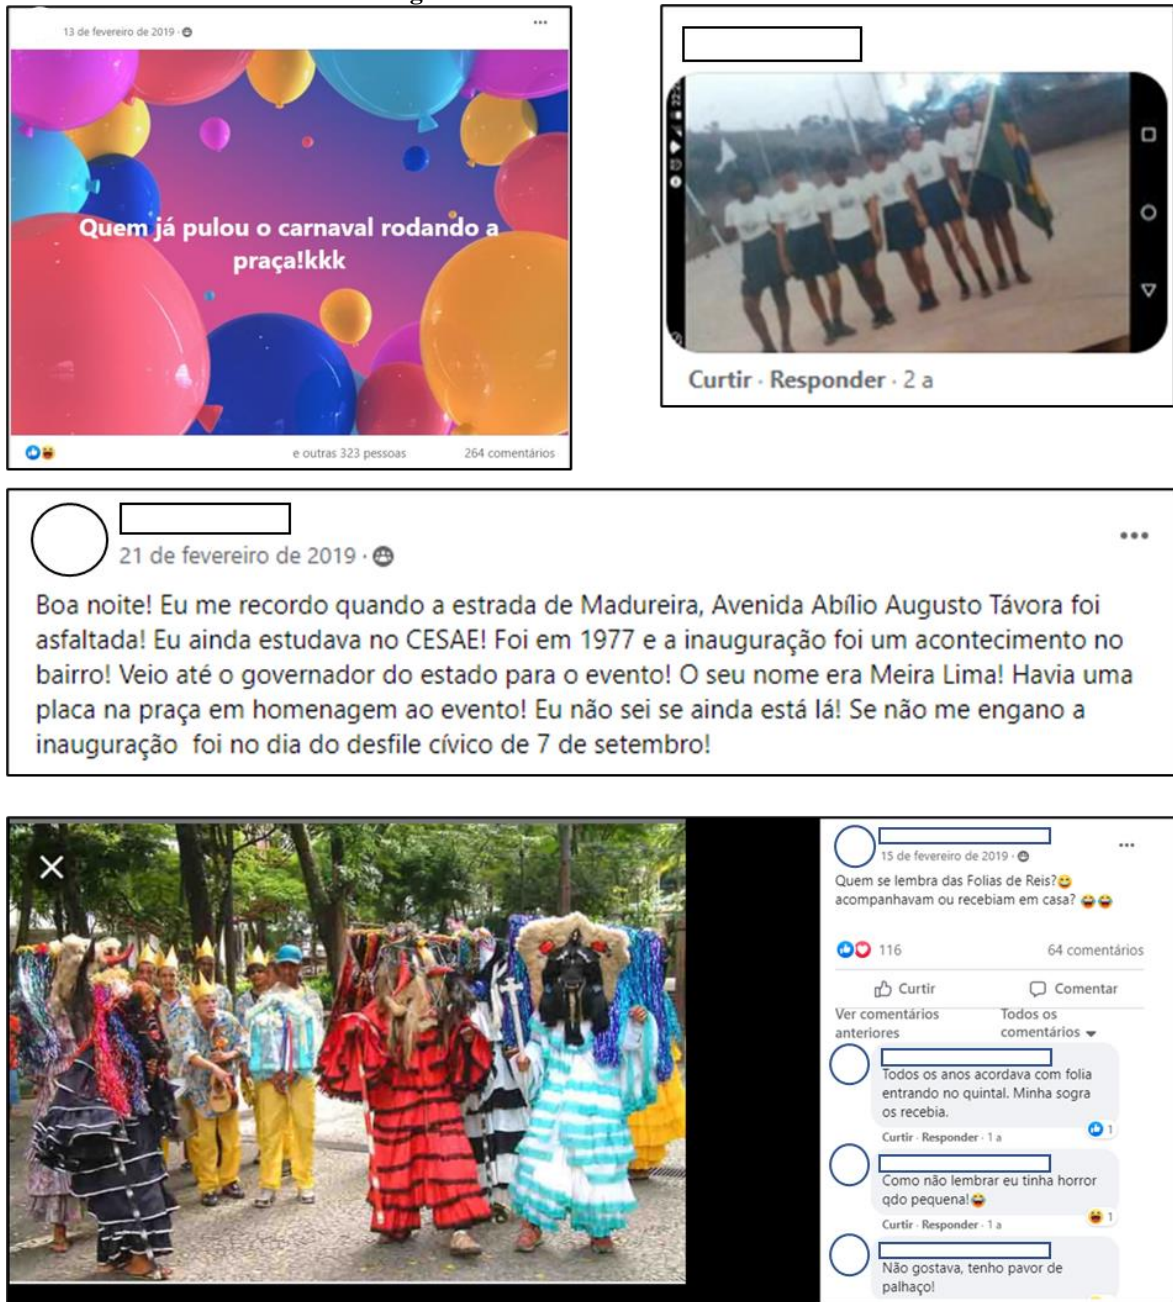 13 de fevereiro de 2019 ·
Quem já pulou o carnaval rodando a
praça!kkk
e outras 323 pessoas 264 comentários
Curtir · Responder · 2 a
21 de fevereiro de 2019 ·
Boa noite! Eu me recordo quando a estrada de Madureira, Avenida Abílio Augusto Távora foi
asfaltada! Eu ainda estudava no CESAE! Foi em 1977 e a inauguração foi um acontecimento no
bairro! Veio até o governador do estado para o evento! O seu nome era Meira Lima! Havia uma
placa na praça em homenagem ao evento! Eu não sei se ainda está lá! Se não me engano a
inauguração foi no dia do desfile cívico de 7 de setembro!
15 de fevereiro de 2019 ·
Quem se lembra das Folias de Reis?😄
acompanhavam ou recebiam em casa? 😂😂
116 64 comentários
Curtir Comentar
Ver comentários
anteriores
Todos os
comentários
Todos os anos acordava com folia
entrando no quintal. Minha sogra
os recebia.
1
Curtir · Responder · 1 a
Como não lembrar eu tinha horror
qdo pequena!😂
1
Curtir · Responder · 1 a
Não gostava, tenho pavor de
palhaço!